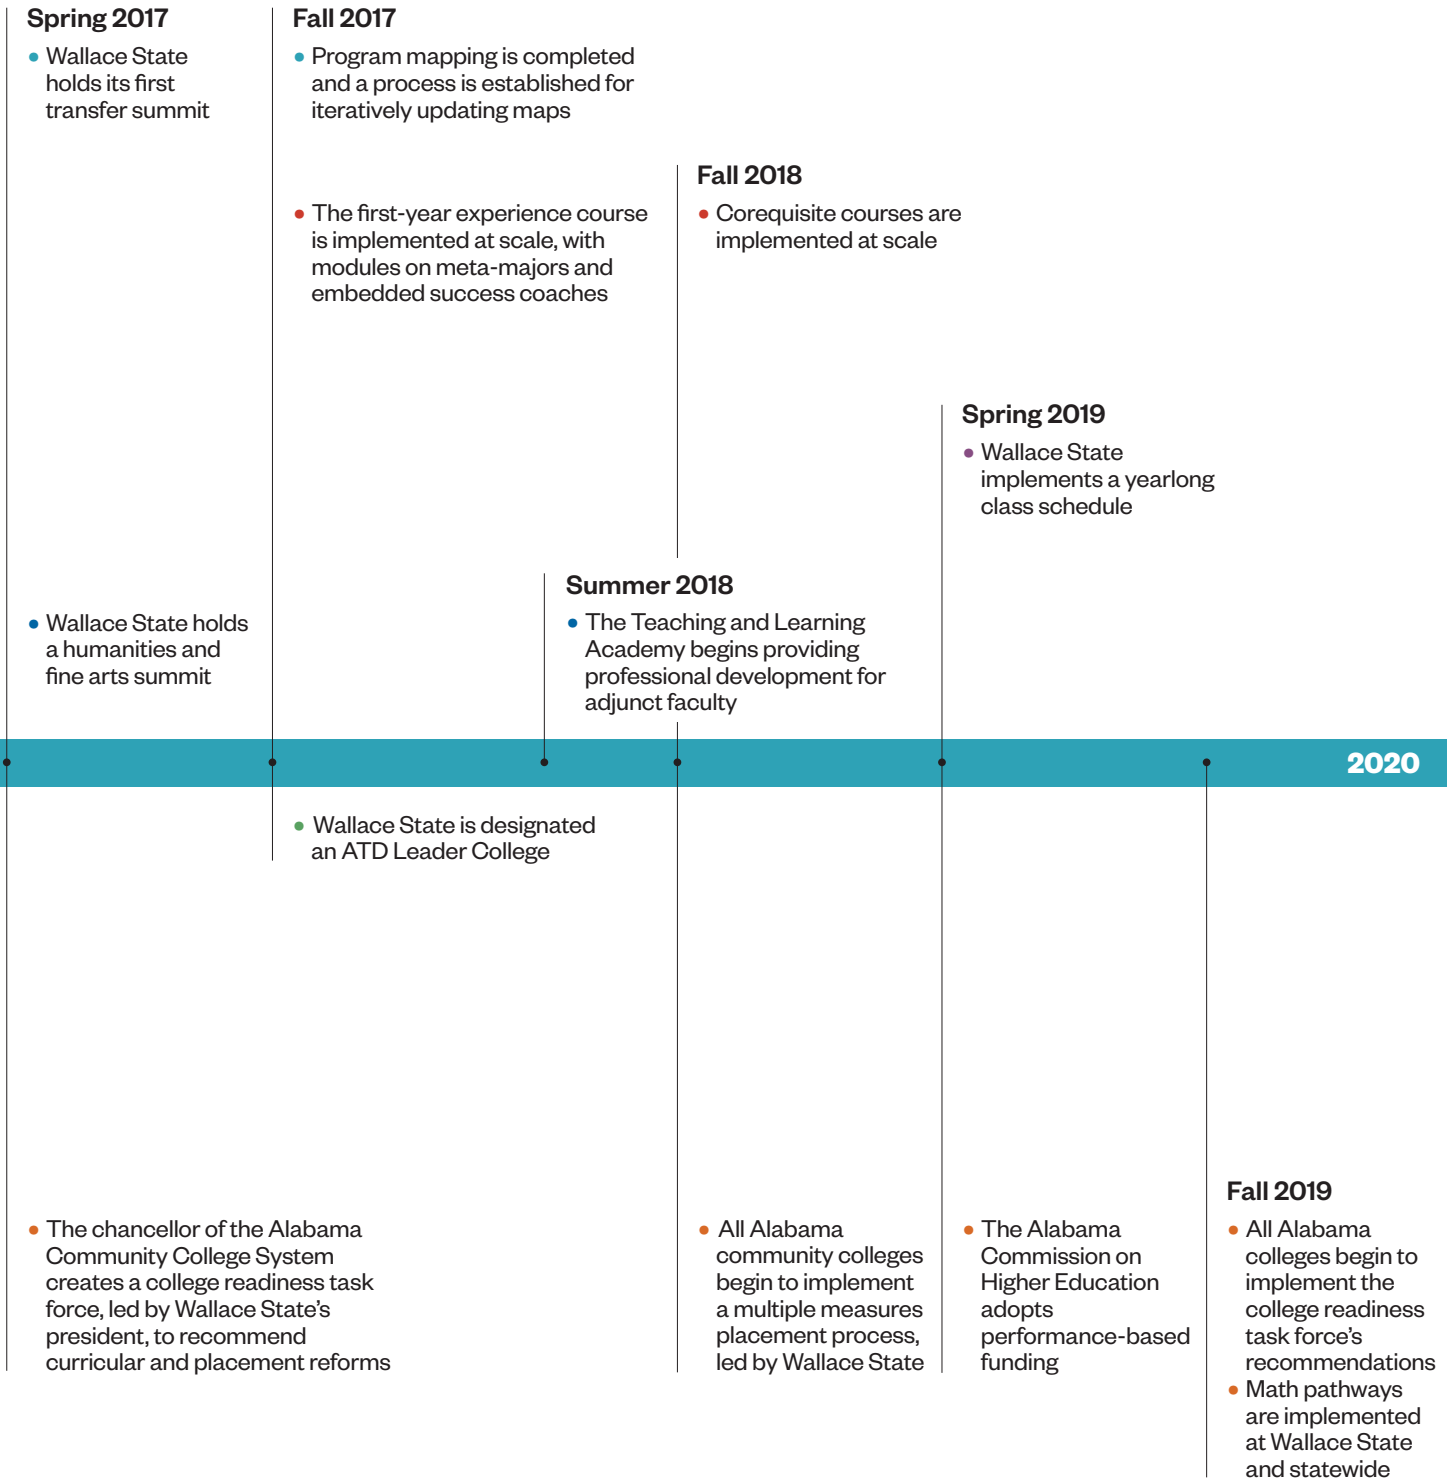 Spring 2017
• Wallace State
holds its first
transfer summit
• Wallace State holds
a humanities and
fine arts summit
• The chancellor of the Alabama
Community College System
creates a college readiness task
force, led by Wallace State's
president, to recommend
curricular and placement reforms
Fall 2017
• Program mapping is completed
and a process is established for
iteratively updating maps
• The first-year experience course
is implemented at scale, with
modules on meta-majors and
embedded success coaches
• Wallace State is designated
an ATD Leader College
Summer 2018
• The Teaching and Learning
Academy begins providing
professional development for
adjunct faculty
Fall 2018
• Corequisite courses are
implemented at scale
• All Alabama
community colleges
begin to implement
a multiple measures
placement process,
led by Wallace State
Spring 2019
• Wallace State
implements a yearlong
class schedule
• The Alabama
Commission on
Higher Education
adopts
performance-based
funding
2020
Fall 2019
• All Alabama
colleges begin to
implement the
college readiness
task force's
recommendations
• Math pathways
are implemented
at Wallace State
and statewide